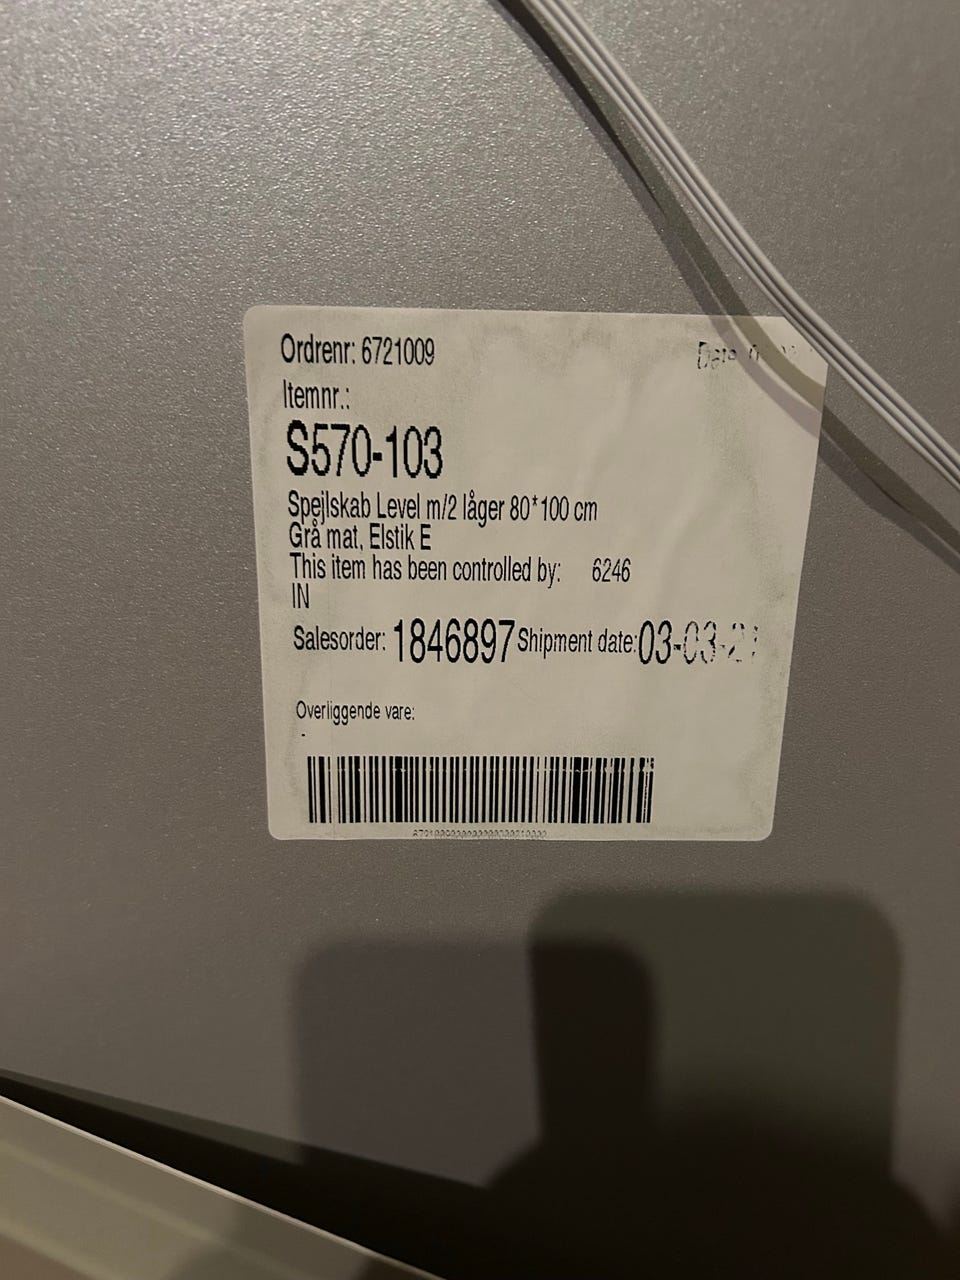 Ordrenr: 6721009
Itemnr.:
S570-103
Spejlskab Level m/2 låger 80*100 cm
Grå mat, Elstik E
This item has been controlled by: 6246
IN
Salesorder: 1846897 Shipment date:
Overliggende vare:
-